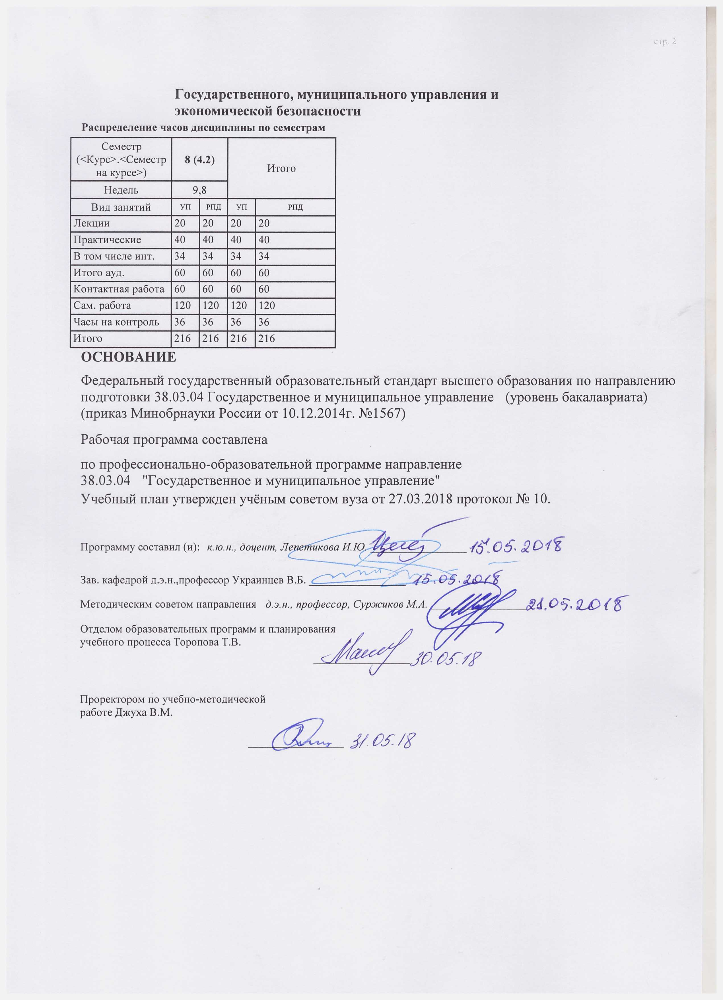 стр. 2
Государственного, муниципального управления и
экономической безопасности
Распределение часов дисциплины по семестрам
Семестр
(<Курс>.<Семестр
на курсе>)
8 (4.2)
Итого
Недель 9,8
Вид занятий УП РПД УП РПД
Лекции 20 20 20 20
Практические 40 40 40 40
В том числе инт. 34 34 34 34
Итого ауд. 60 60 60 60
Контактная работа 60 60 60 60
Сам. работа 120 120 120 120
Часы на контроль 36 36 36 36
Итого 216 216 216 216
ОСНОВАНИЕ
Федеральный государственный образовательный стандарт высшего образования по направлению
подготовки 38.03.04 Государственное и муниципальное управление (уровень бакалавриата)
(приказ Минобрнауки России от 10.12.2014г. №1567)
Рабочая программа составлена
по профессионально-образовательной программе направление
38.03.04 "Государственное и муниципальное управление"
Учебный план утвержден учёным советом вуза от 27.03.2018 протокол № 10.
Программу составил (и): к.ю.н., доцент, Лепетикова И.Ю. 15.05.2018
Зав. кафедрой д.э.н.,профессор Украинцев В.Б. 15.05.2018
Методическим советом направления д.э.н., профессор, Суржиков М.А. 21.05.2018
Отделом образовательных программ и планирования
учебного процесса Торопова Т.В.
30.05.18
Проректором по учебно-методической
работе Джуха В.М.
31.05.18